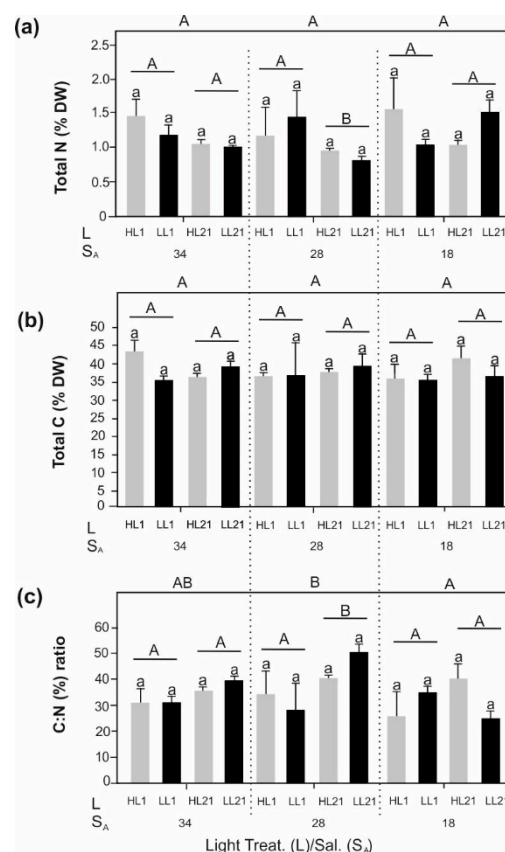 (a)
A A A
A A A B A A
a a a a a a a a a a a a
Total N (% DW)
2.5
2.0
1.5
1.0
0.5
0
L HL1 LL1 HL21 LL21 HL1 LL1 HL21 LL21 HL1 LL1 HL21 LL21
SA 34 28 18
(b)
A A A
A A A A A A
a a a a a a a a a a a a
Total C (% DW)
50
45
40
35
30
25
20
15
10
5
0
L HL1 LL1 HL21 LL21 HL1 LL1 HL21 LL21 HL1 LL1 HL21 LL21
SA 34 28 18
(c)
AB B A
A A A B A A
a a a a a a a a a a a a
C:N (%) ratio
60
50
40
30
20
10
0
L HL1 LL1 HL21 LL21 HL1 LL1 HL21 LL21 HL1 LL1 HL21 LL21
SA 34 28 18
Light Treat. (L)/Sal. (SA)